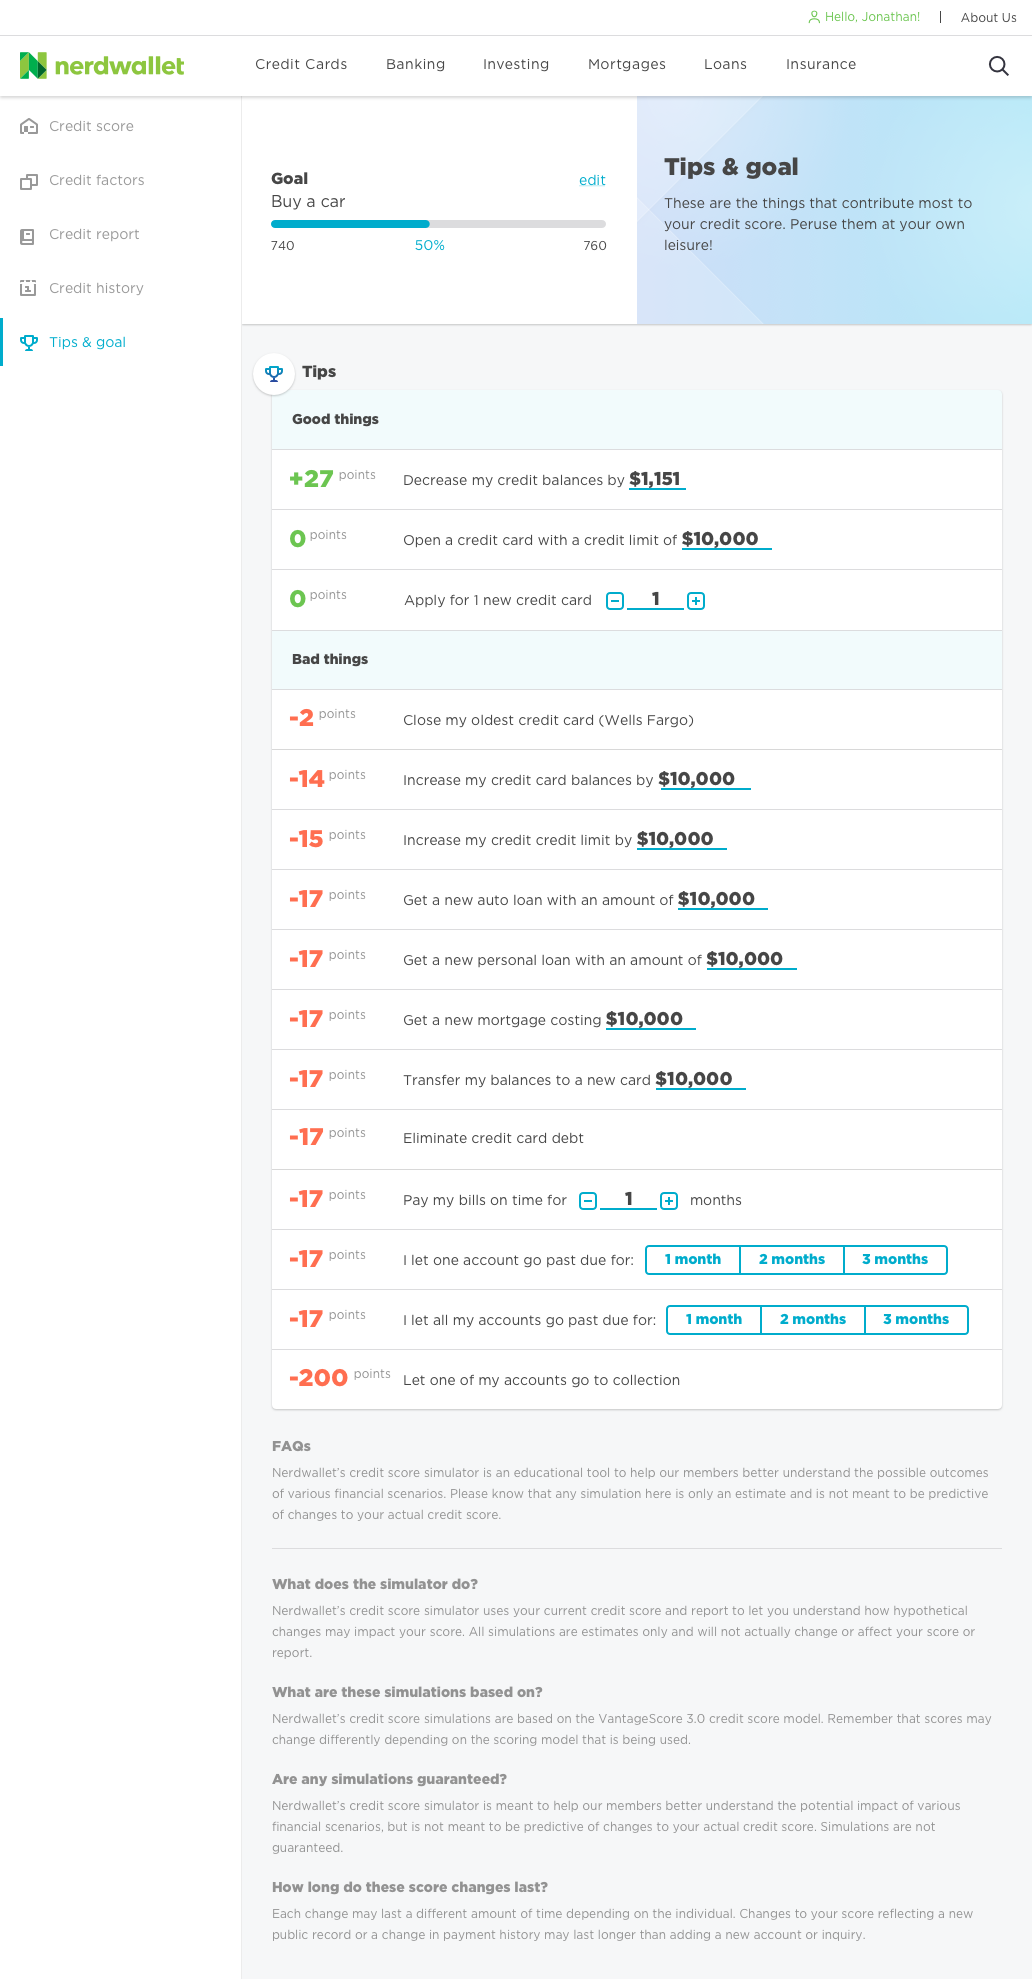 Hello, Jonathan! | About Us
nerdwallet
Credit Cards Banking Investing Mortgages Loans Insurance
Credit score
Credit factors
Credit report
Credit history
Tips & goal
Goal edit
Buy a car
740 50% 760
Tips & goal
These are the things that contribute most to
your credit score. Peruse them at your own
leisure!
Tips
Good things
+27 points Decrease my credit balances by $1,151
0 points Open a credit card with a credit limit of $10,000
0 points Apply for 1 new credit card − 1 +
Bad things
-2 points Close my oldest credit card (Wells Fargo)
-14 points Increase my credit card balances by $10,000
-15 points Increase my credit credit limit by $10,000
-17 points Get a new auto loan with an amount of $10,000
-17 points Get a new personal loan with an amount of $10,000
-17 points Get a new mortgage costing $10,000
-17 points Transfer my balances to a new card $10,000
-17 points Eliminate credit card debt
-17 points Pay my bills on time for − 1 + months
-17 points I let one account go past due for: 1 month 2 months 3 months
-17 points I let all my accounts go past due for: 1 month 2 months 3 months
-200 points Let one of my accounts go to collection
FAQs
Nerdwallet's credit score simulator is an educational tool to help our members better understand the possible outcomes
of various financial scenarios. Please know that any simulation here is only an estimate and is not meant to be predictive
of changes to your actual credit score.
What does the simulator do?
Nerdwallet's credit score simulator uses your current credit score and report to let you understand how hypothetical
changes may impact your score. All simulations are estimates only and will not actually change or affect your score or
report.
What are these simulations based on?
Nerdwallet's credit score simulations are based on the VantageScore 3.0 credit score model. Remember that scores may
change differently depending on the scoring model that is being used.
Are any simulations guaranteed?
Nerdwallet's credit score simulator is meant to help our members better understand the potential impact of various
financial scenarios, but is not meant to be predictive of changes to your actual credit score. Simulations are not
guaranteed.
How long do these score changes last?
Each change may last a different amount of time depending on the individual. Changes to your score reflecting a new
public record or a change in payment history may last longer than adding a new account or inquiry.